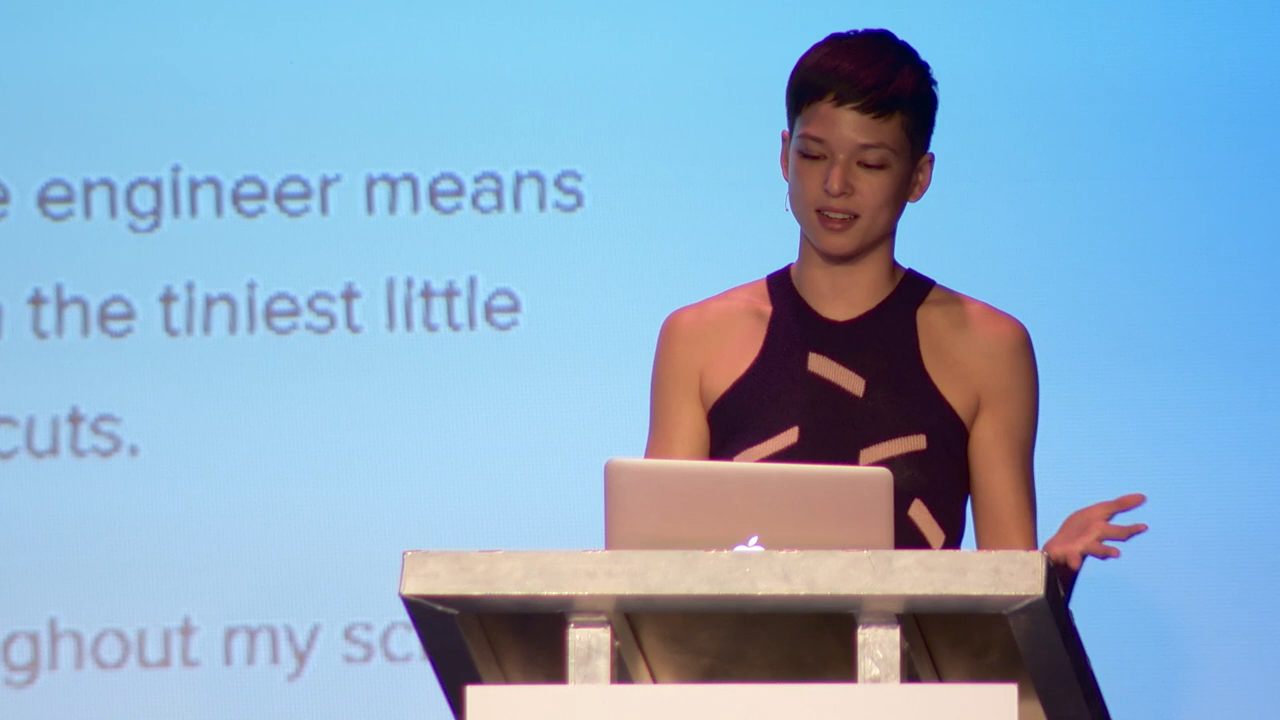 engineer means
the tiniest little
cuts.
ghout my sc